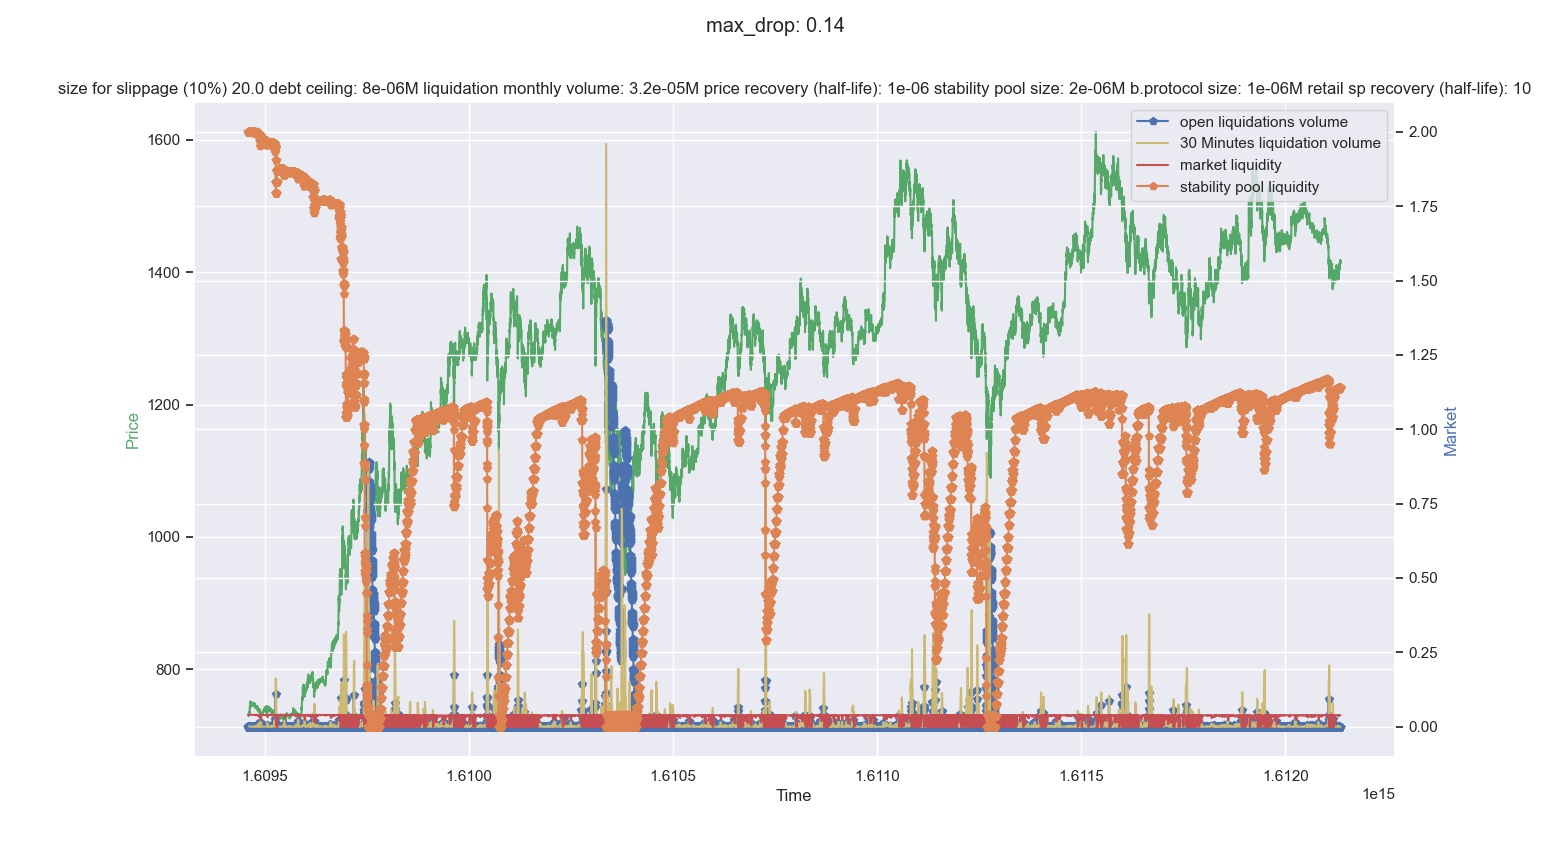 max_drop: 0.14
size for slippage (10%) 20.0 debt ceiling: 8e-06M liquidation monthly volume: 3.2e-05M price recovery (half-life): 1e-06 stability pool size: 2e-06M b.protocol size: 1e-06M retail sp recovery (half-life): 10
open liquidations volume
30 Minutes liquidation volume
market liquidity
stability pool liquidity
1600
1400
1200
1000
800
Price
2.00
1.75
1.50
1.25
1.00
0.75
0.50
0.25
0.00
Market
1.6095 1.6100 1.6105 1.6110 1.6115 1.6120
Time
1e15